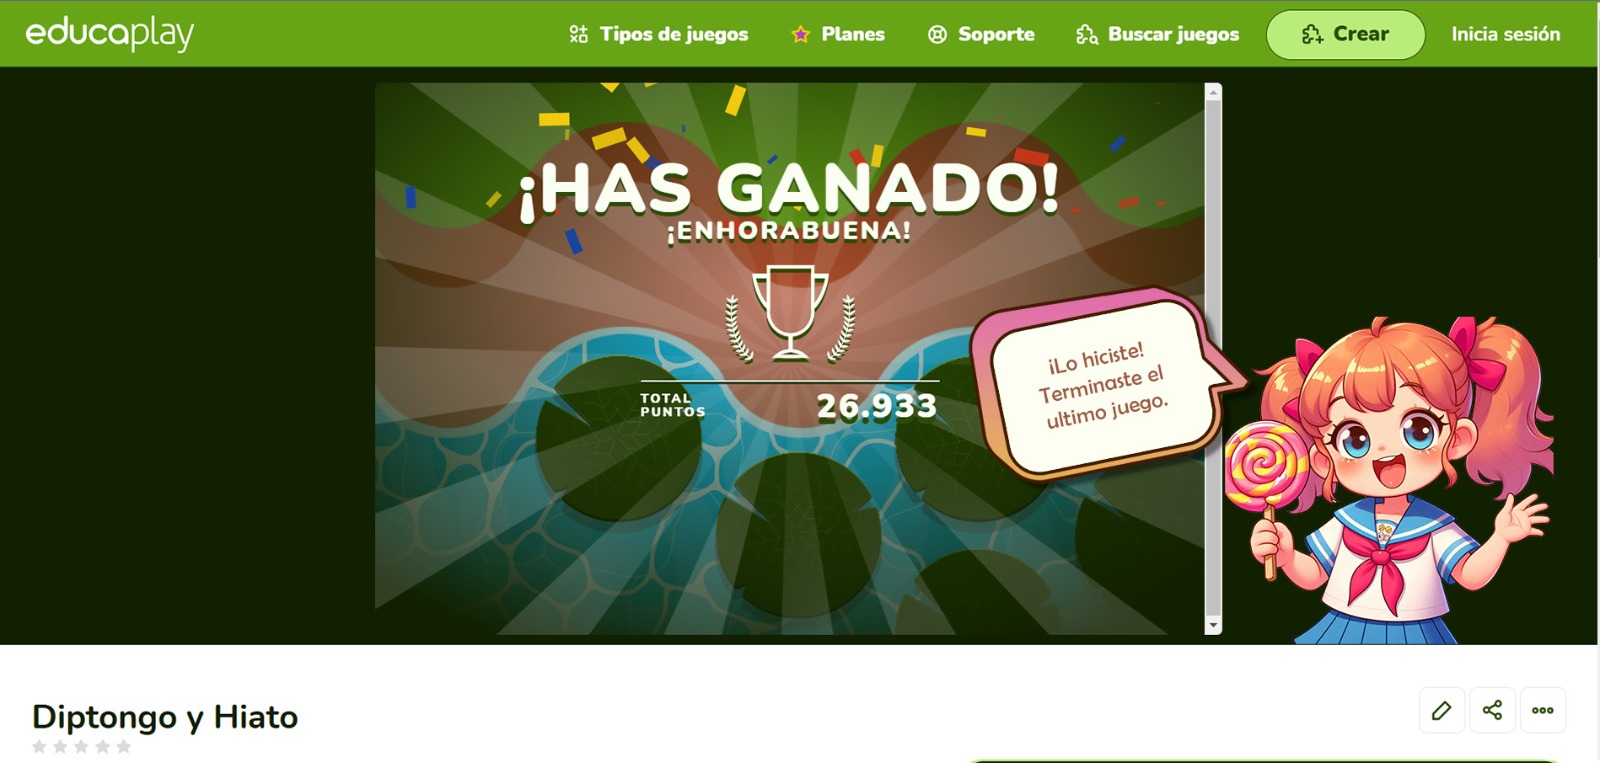 educaplay
Tipos de juegos
Planes
Soporte
Buscar juegos
Crear
Inicia sesión
¡HAS GANADO!
¡ENHORABUENA!
TOTAL
PUNTOS
26.933
¡Lo hiciste!
Terminaste el
ultimo juego.
Diptongo y Hiato